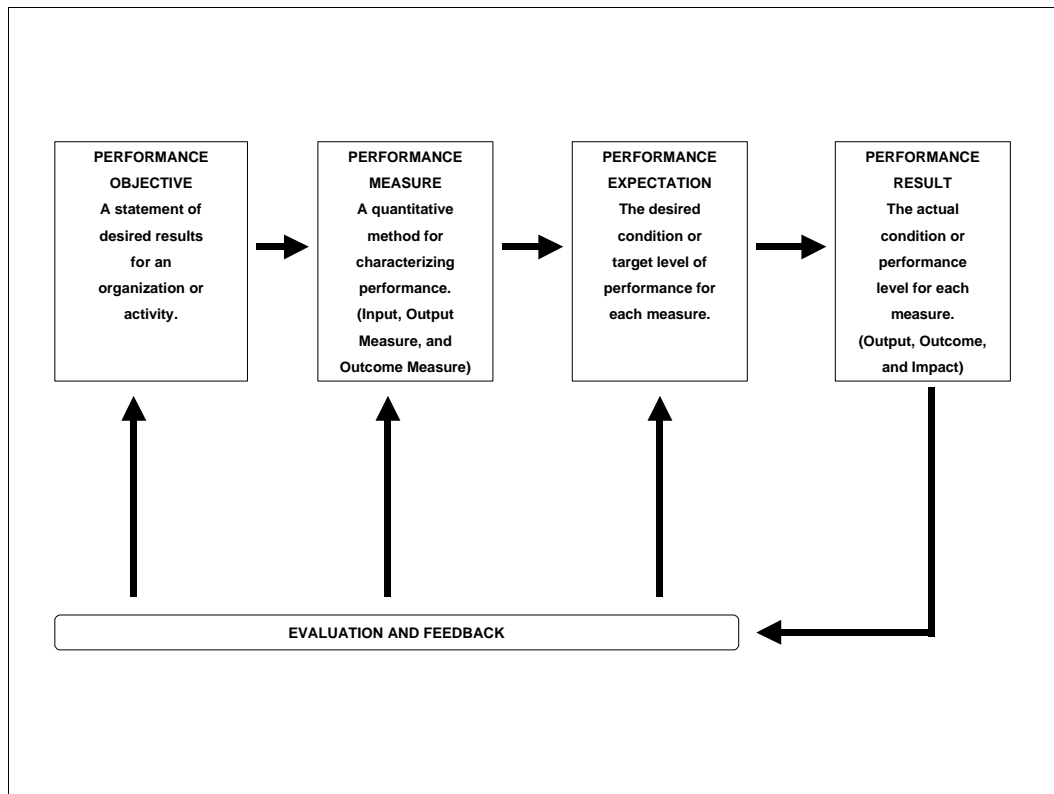 PERFORMANCE
OBJECTIVE
A statement of
desired results
for an
organization or
activity.
PERFORMANCE
MEASURE
A quantitative
method for
characterizing
performance.
(Input, Output
Measure, and
Outcome Measure)
PERFORMANCE
EXPECTATION
The desired
condition or
target level of
performance for
each measure.
PERFORMANCE
RESULT
The actual
condition or
performance
level for each
measure.
(Output, Outcome,
and Impact)
EVALUATION AND FEEDBACK